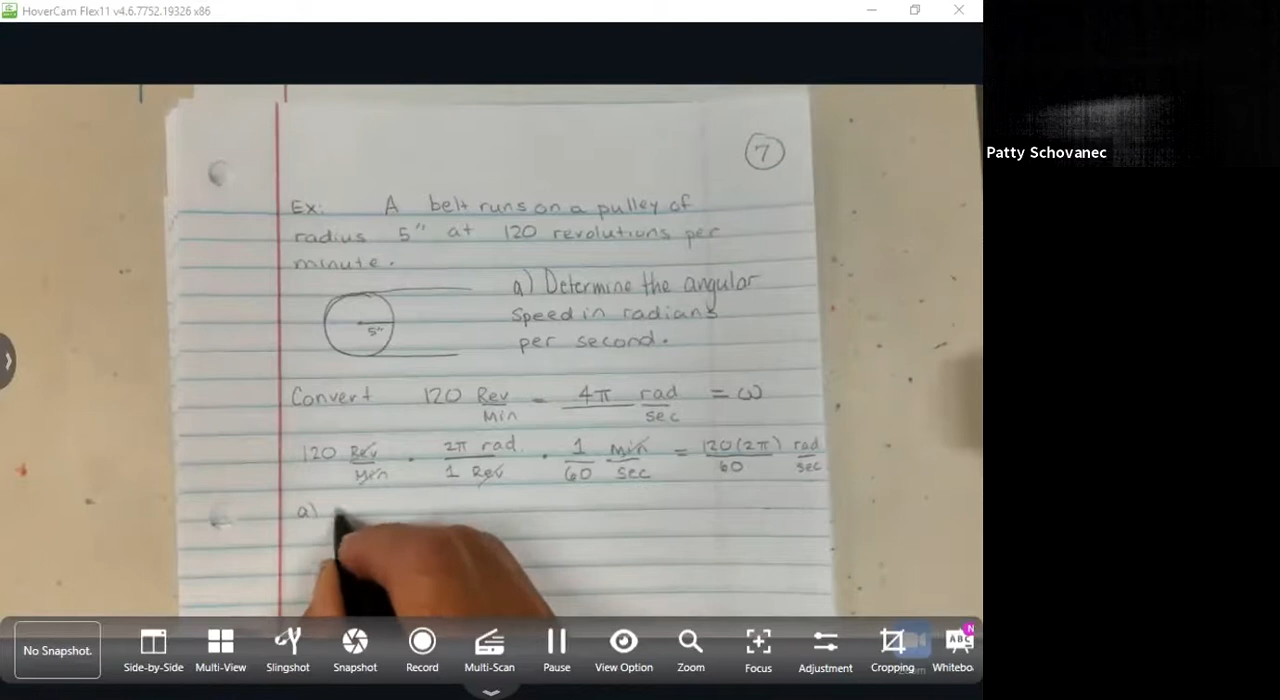 HoverCam Flex11 v4.6.7752.19326 x86
Patty Schovanec
7
Ex: A belt runs on a pulley of
radius 5" at 120 revolutions per
minute.
a) Determine the angular
speed in radians
per second.
5"
Convert 120 Rev/Min = 4π rad/sec = ω
120 Rev/Min · 2π rad/1 Rev · 1/60 Min/sec = 120(2π)/60 rad/sec
a)
No Snapshot.
Side-by-Side
Multi-View
Slingshot
Snapshot
Record
Multi-Scan
Pause
View Option
Zoom
Focus
Adjustment
Cropping
ABC
N
Whitebo